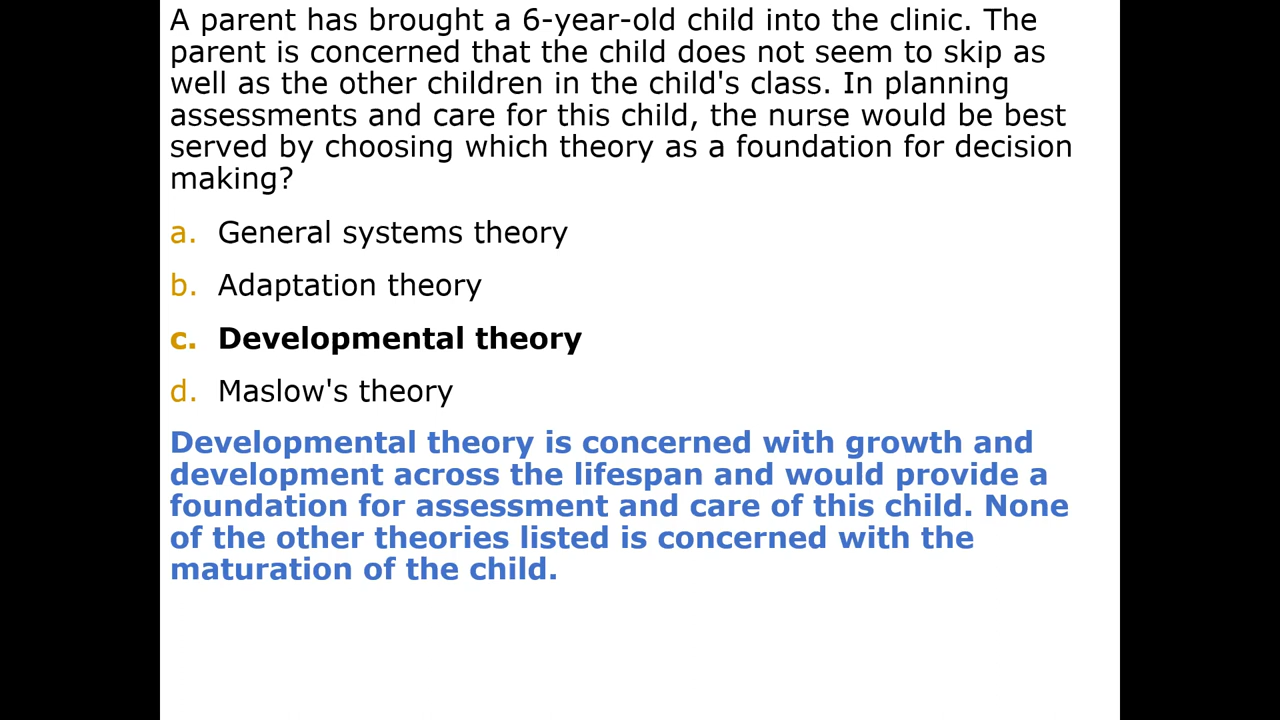 A parent has brought a 6-year-old child into the clinic. The
parent is concerned that the child does not seem to skip as
well as the other children in the child's class. In planning
assessments and care for this child, the nurse would be best
served by choosing which theory as a foundation for decision
making?
a. General systems theory
b. Adaptation theory
c. Developmental theory
d. Maslow's theory
Developmental theory is concerned with growth and
development across the lifespan and would provide a
foundation for assessment and care of this child. None
of the other theories listed is concerned with the
maturation of the child.